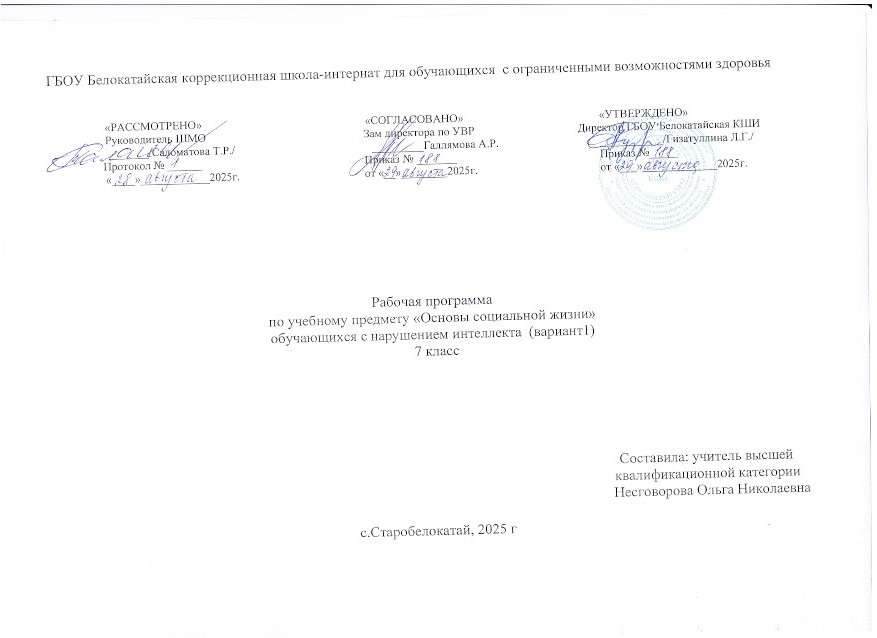 ГБОУ Белокатайская коррекционная школа-интернат для обучающихся с ограниченными возможностями здоровья
«РАССМОТРЕНО»
Руководитель ШМО
/Саломатова Т.Р./
Протокол № 1
«28» августа 2025г.
«СОГЛАСОВАНО»
Зам директора по УВР
Галлямова А.Р.
Приказ № 188
от «29» августа 2025г.
«УТВЕРЖДЕНО»
Директор ГБОУ Белокатайская КШИ
/Гизатуллина Л.Г./
Приказ № 188
от «29» августа 2025г.
Рабочая программа
по учебному предмету «Основы социальной жизни»
обучающихся с нарушением интеллекта (вариант1)
7 класс
Составила: учитель высшей
квалификационной категории
Несговорова Ольга Николаевна
с.Старобелокатай, 2025 г